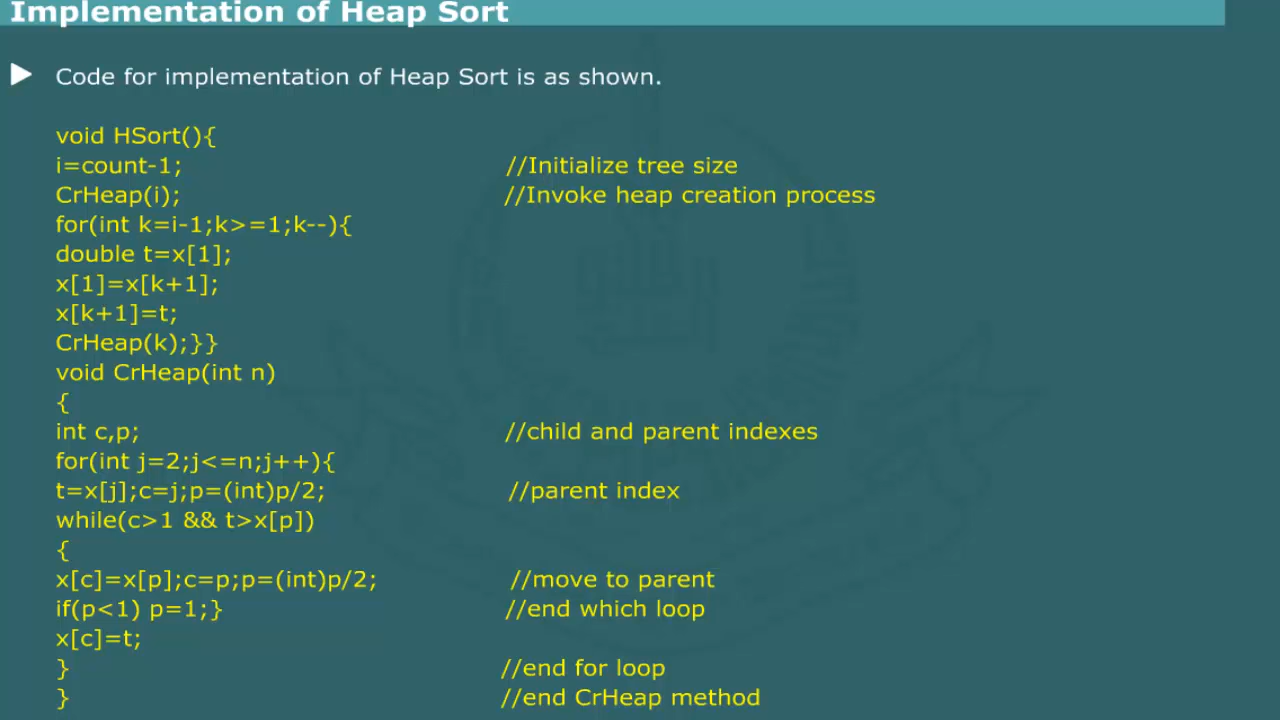 Implementation of Heap Sort
Code for implementation of Heap Sort is as shown.
void HSort(){
i=count-1; //Initialize tree size
CrHeap(i); //Invoke heap creation process
for(int k=i-1;k>=1;k--){
double t=x[1];
x[1]=x[k+1];
x[k+1]=t;
CrHeap(k);}}
void CrHeap(int n)
{
int c,p; //child and parent indexes
for(int j=2;j<=n;j++){
t=x[j];c=j;p=(int)p/2; //parent index
while(c>1 && t>x[p])
{
x[c]=x[p];c=p;p=(int)p/2; //move to parent
if(p<1) p=1;} //end which loop
x[c]=t;
} //end for loop
} //end CrHeap method